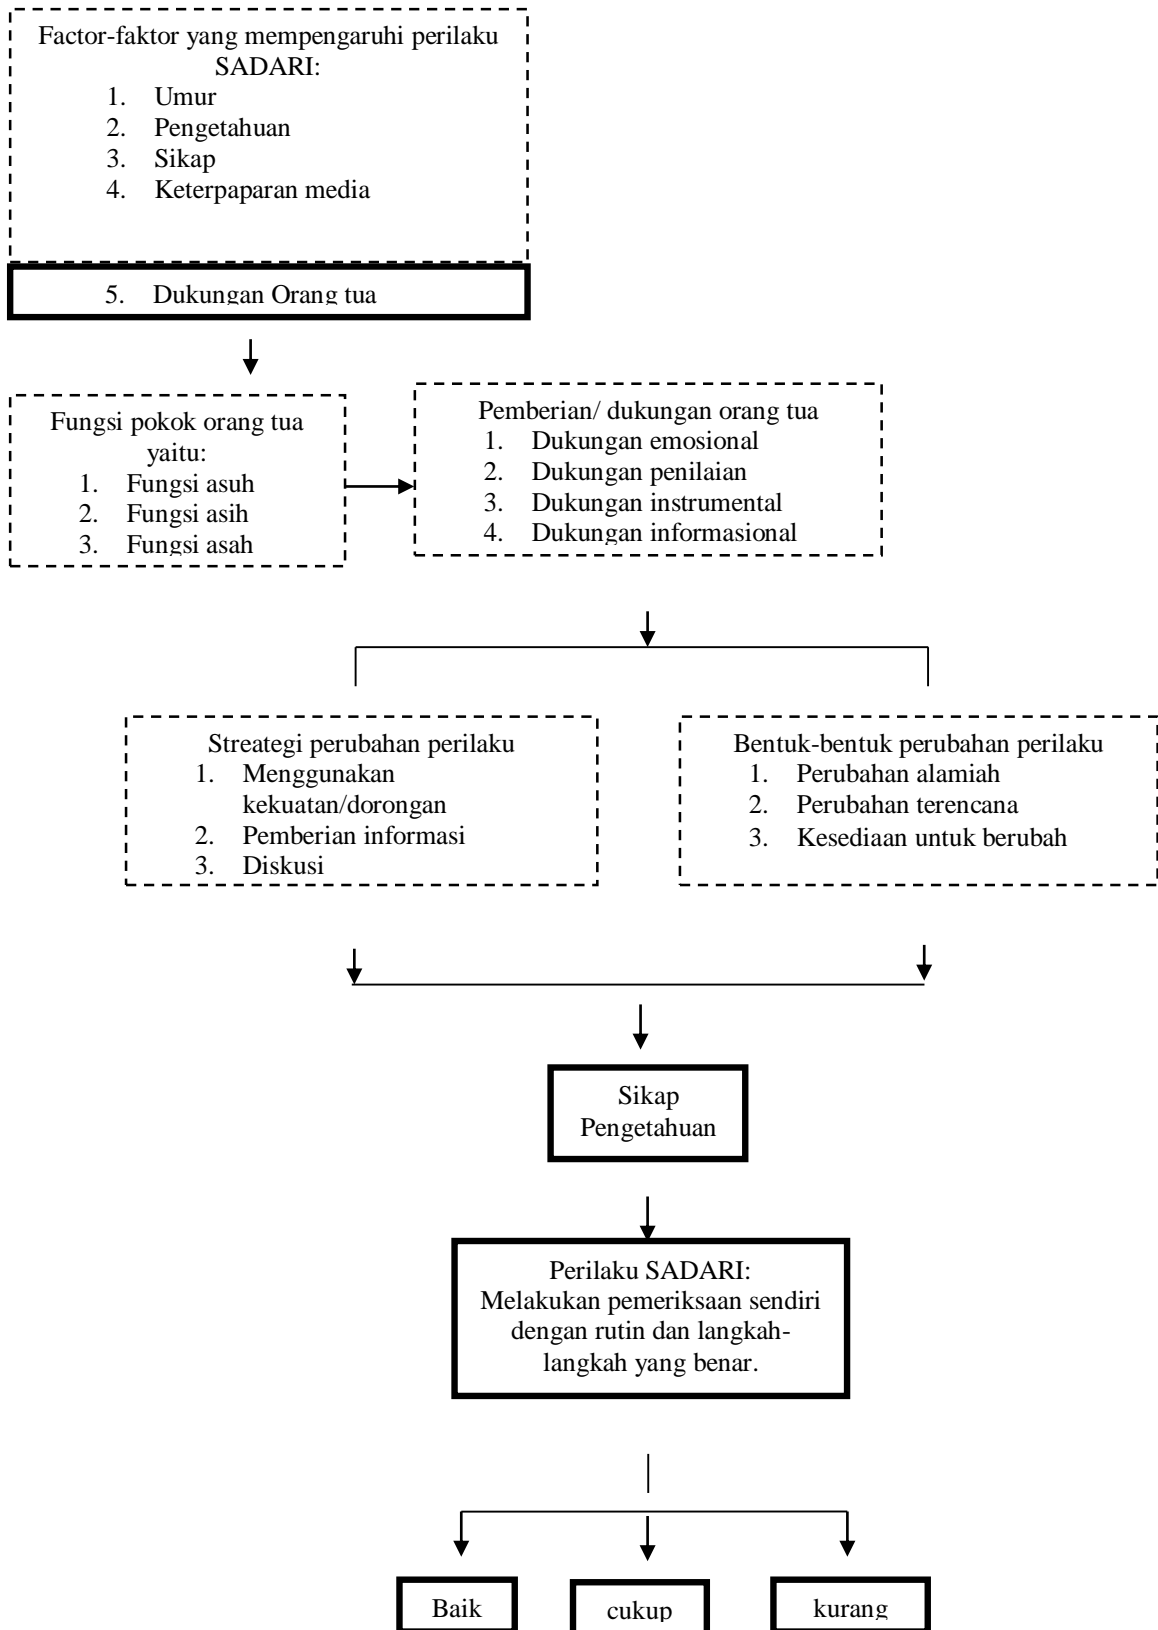 Factor-faktor yang mempengaruhi perilaku
SADARI:
1. Umur
2. Pengetahuan
3. Sikap
4. Keterpaparan media
5. Dukungan Orang tua
Fungsi pokok orang tua
yaitu:
1. Fungsi asuh
2. Fungsi asih
3. Fungsi asah
Pemberian/ dukungan orang tua
1. Dukungan emosional
2. Dukungan penilaian
3. Dukungan instrumental
4. Dukungan informasional
Streategi perubahan perilaku
1. Menggunakan
kekuatan/dorongan
2. Pemberian informasi
3. Diskusi
Bentuk-bentuk perubahan perilaku
1. Perubahan alamiah
2. Perubahan terencana
3. Kesediaan untuk berubah
Sikap
Pengetahuan
Perilaku SADARI:
Melakukan pemeriksaan sendiri
dengan rutin dan langkah-
langkah yang benar.
Baik
cukup
kurang